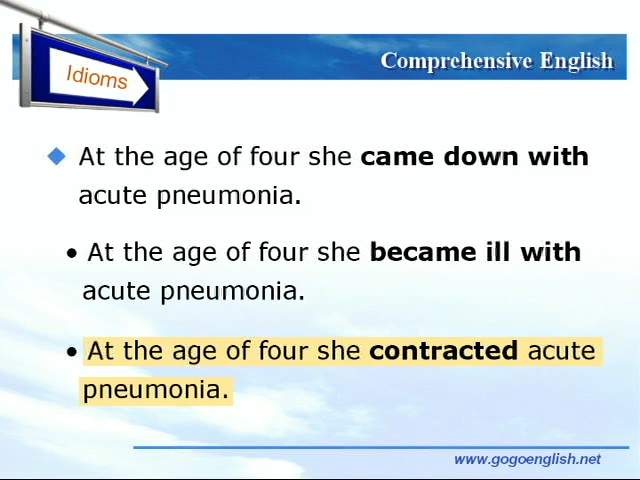 Idioms
Comprehensive English
At the age of four she came down with
acute pneumonia.
• At the age of four she became ill with
acute pneumonia.
• At the age of four she contracted acute
pneumonia.
www.gogoenglish.net